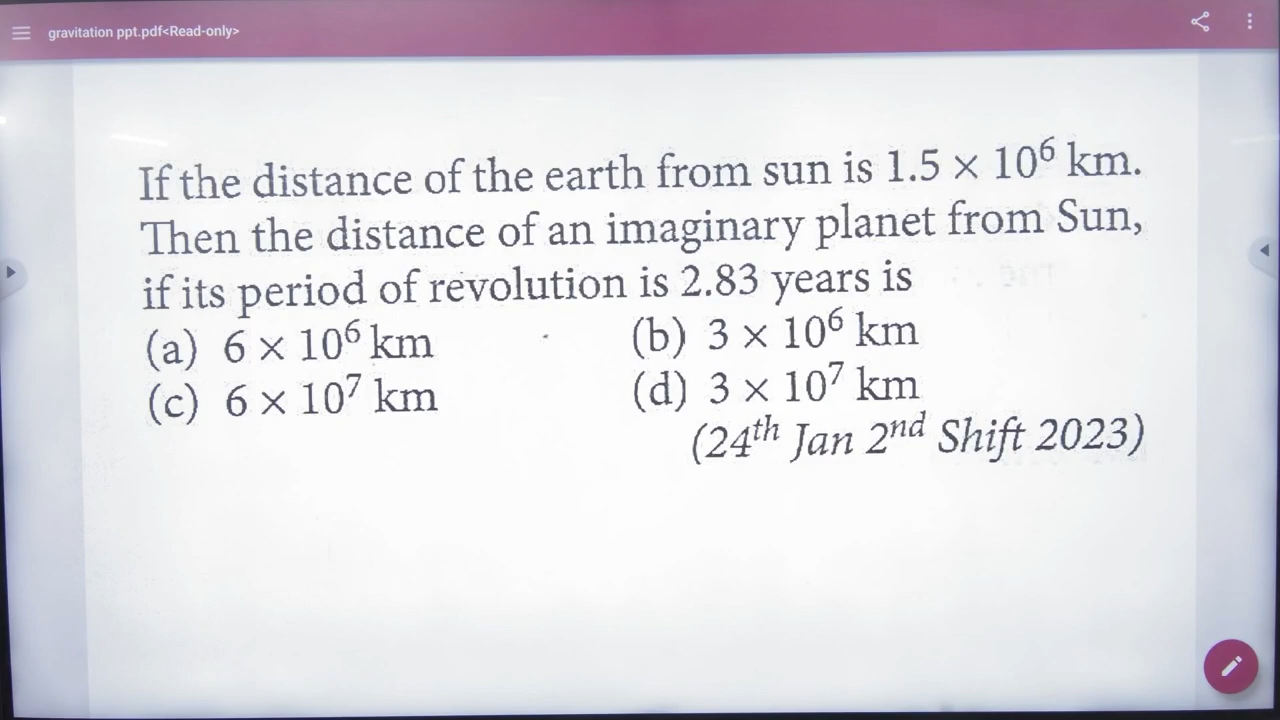 gravitation ppt.pdf<Read-only>
If the distance of the earth from sun is 1.5 × 10⁶ km.
Then the distance of an imaginary planet from Sun,
if its period of revolution is 2.83 years is
(a) 6 × 10⁶ km (b) 3 × 10⁶ km
(c) 6 × 10⁷ km (d) 3 × 10⁷ km
(24ᵗʰ Jan 2ⁿᵈ Shift 2023)